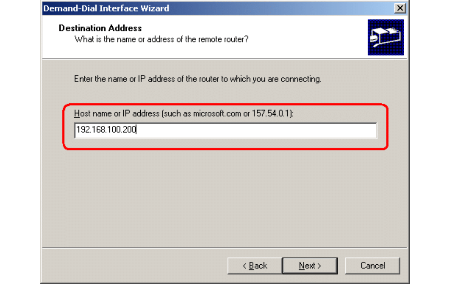 Demand-Dial Interface Wizard
Destination Address
What is the name or address of the remote router?
Enter the name or IP address of the router to which you are connecting.
Host name or IP address (such as microsoft.com or 157.54.0.1):
192.168.100.200
< Back
Next >
Cancel